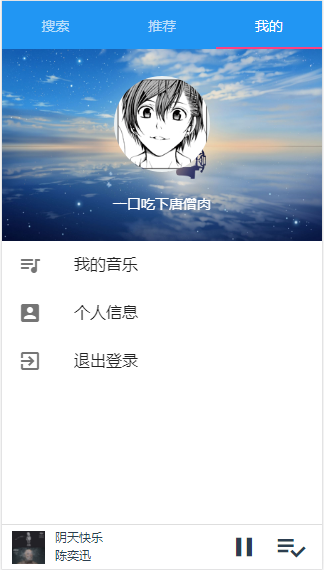 搜索 推荐 我的
一口吃下唐僧肉
我的音乐
个人信息
退出登录
阴天快乐
陈奕迅